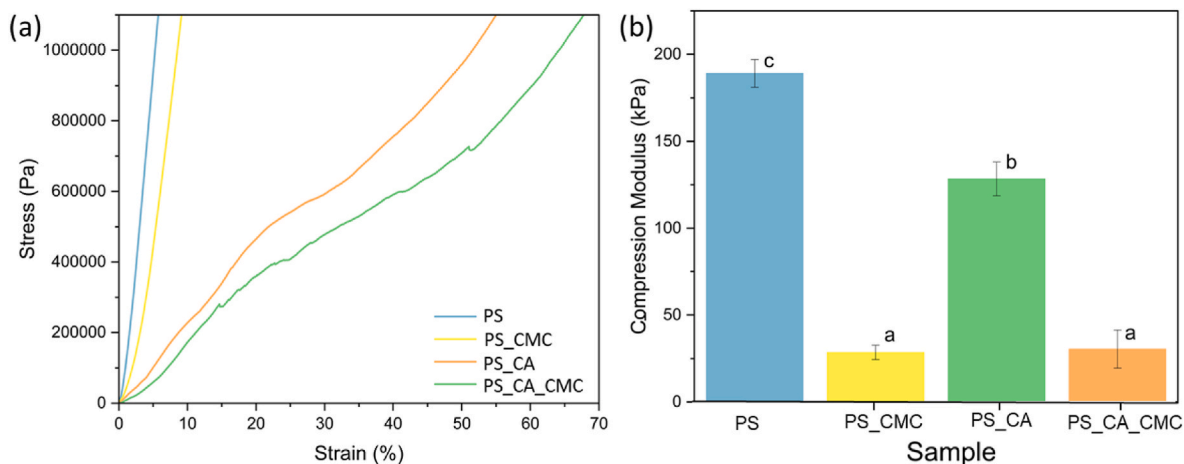 (a)
Stress (Pa)
1000000
800000
600000
400000
200000
0
0 10 20 30 40 50 60 70
Strain (%)
PS
PS_CMC
PS_CA
PS_CA_CMC
(b)
Compression Modulus (kPa)
200
150
100
50
0
c
a
b
a
PS PS_CMC PS_CA PS_CA_CMC
Sample